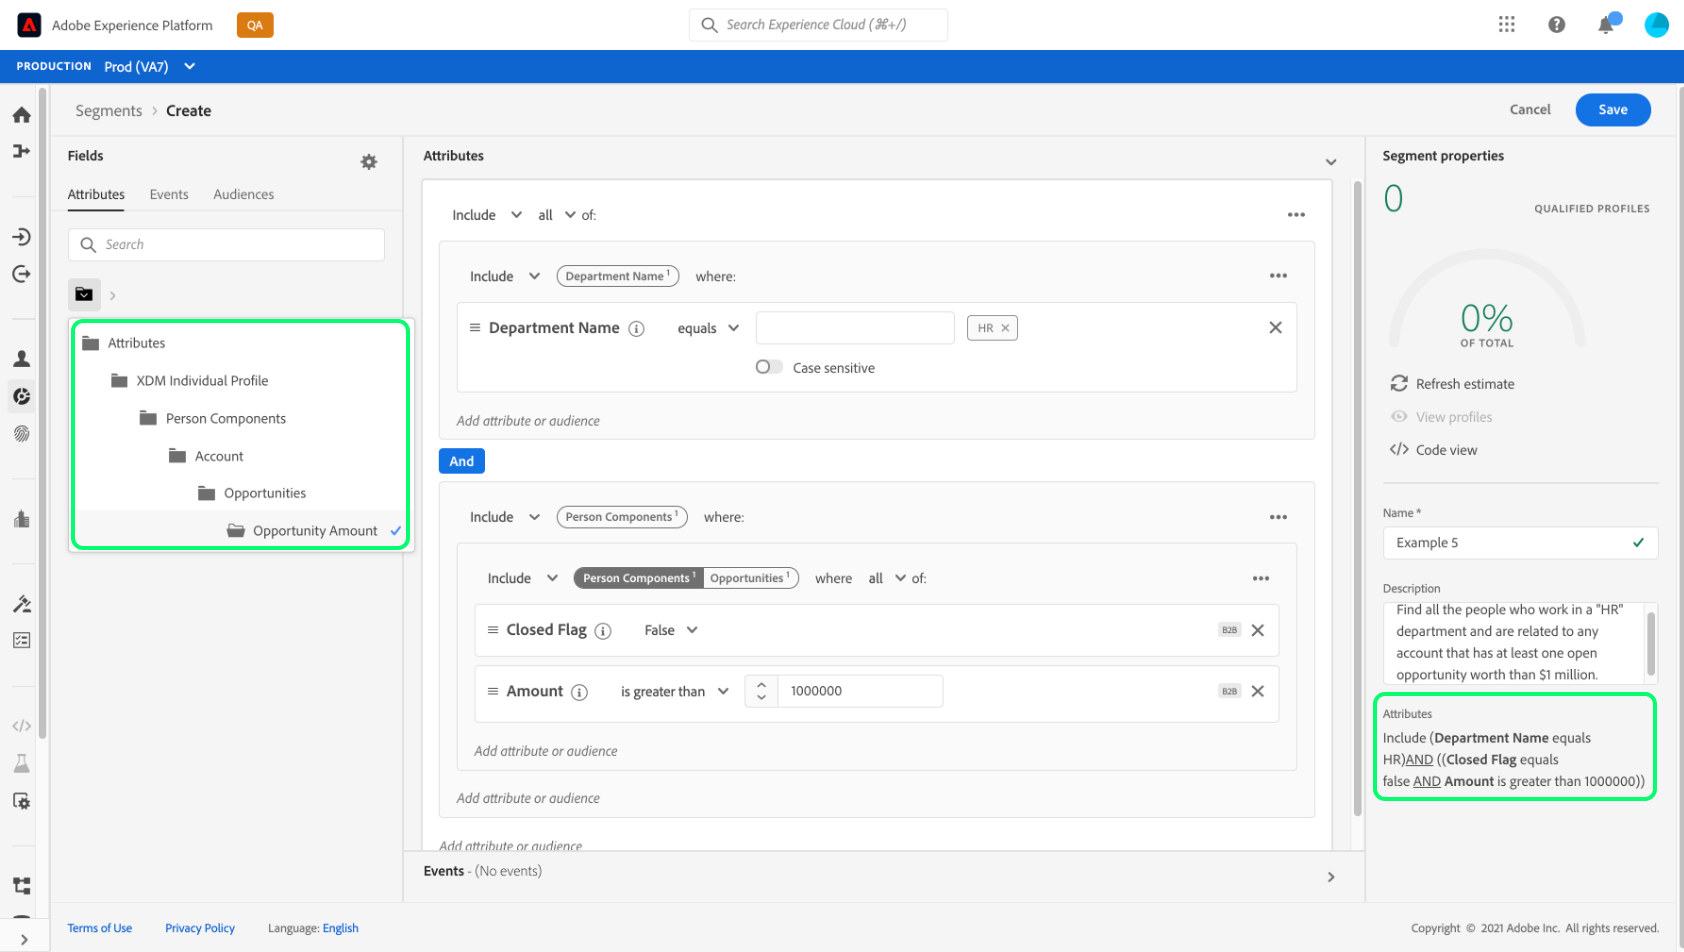 Adobe Experience Platform
QA
Search Experience Cloud (⌘+/)
PRODUCTION Prod (VA7)
Segments > Create
Cancel
Save
Fields
Attributes Events Audiences
Search
Attributes
XDM Individual Profile
Person Components
Account
Opportunities
Opportunity Amount
Attributes
Include all of:
Include Department Name 1 where:
Department Name equals HR
Case sensitive
Add attribute or audience
And
Include Person Components 1 where:
Include Person Components 1 Opportunities 1 where all of:
Closed Flag False B2B
Amount is greater than 1000000 B2B
Add attribute or audience
Add attribute or audience
Add attribute or audience
Events - (No events)
Segment properties
0
QUALIFIED PROFILES
0%
OF TOTAL
Refresh estimate
View profiles
</> Code view
Name *
Example 5
Description
Find all the people who work in a "HR"
department and are related to any
account that has at least one open
opportunity worth than $1 million.
Attributes
Include (Department Name equals
HR)AND ((Closed Flag equals
false AND Amount is greater than 1000000))
Terms of Use Privacy Policy Language: English
Copyright © 2021 Adobe Inc. All rights reserved.